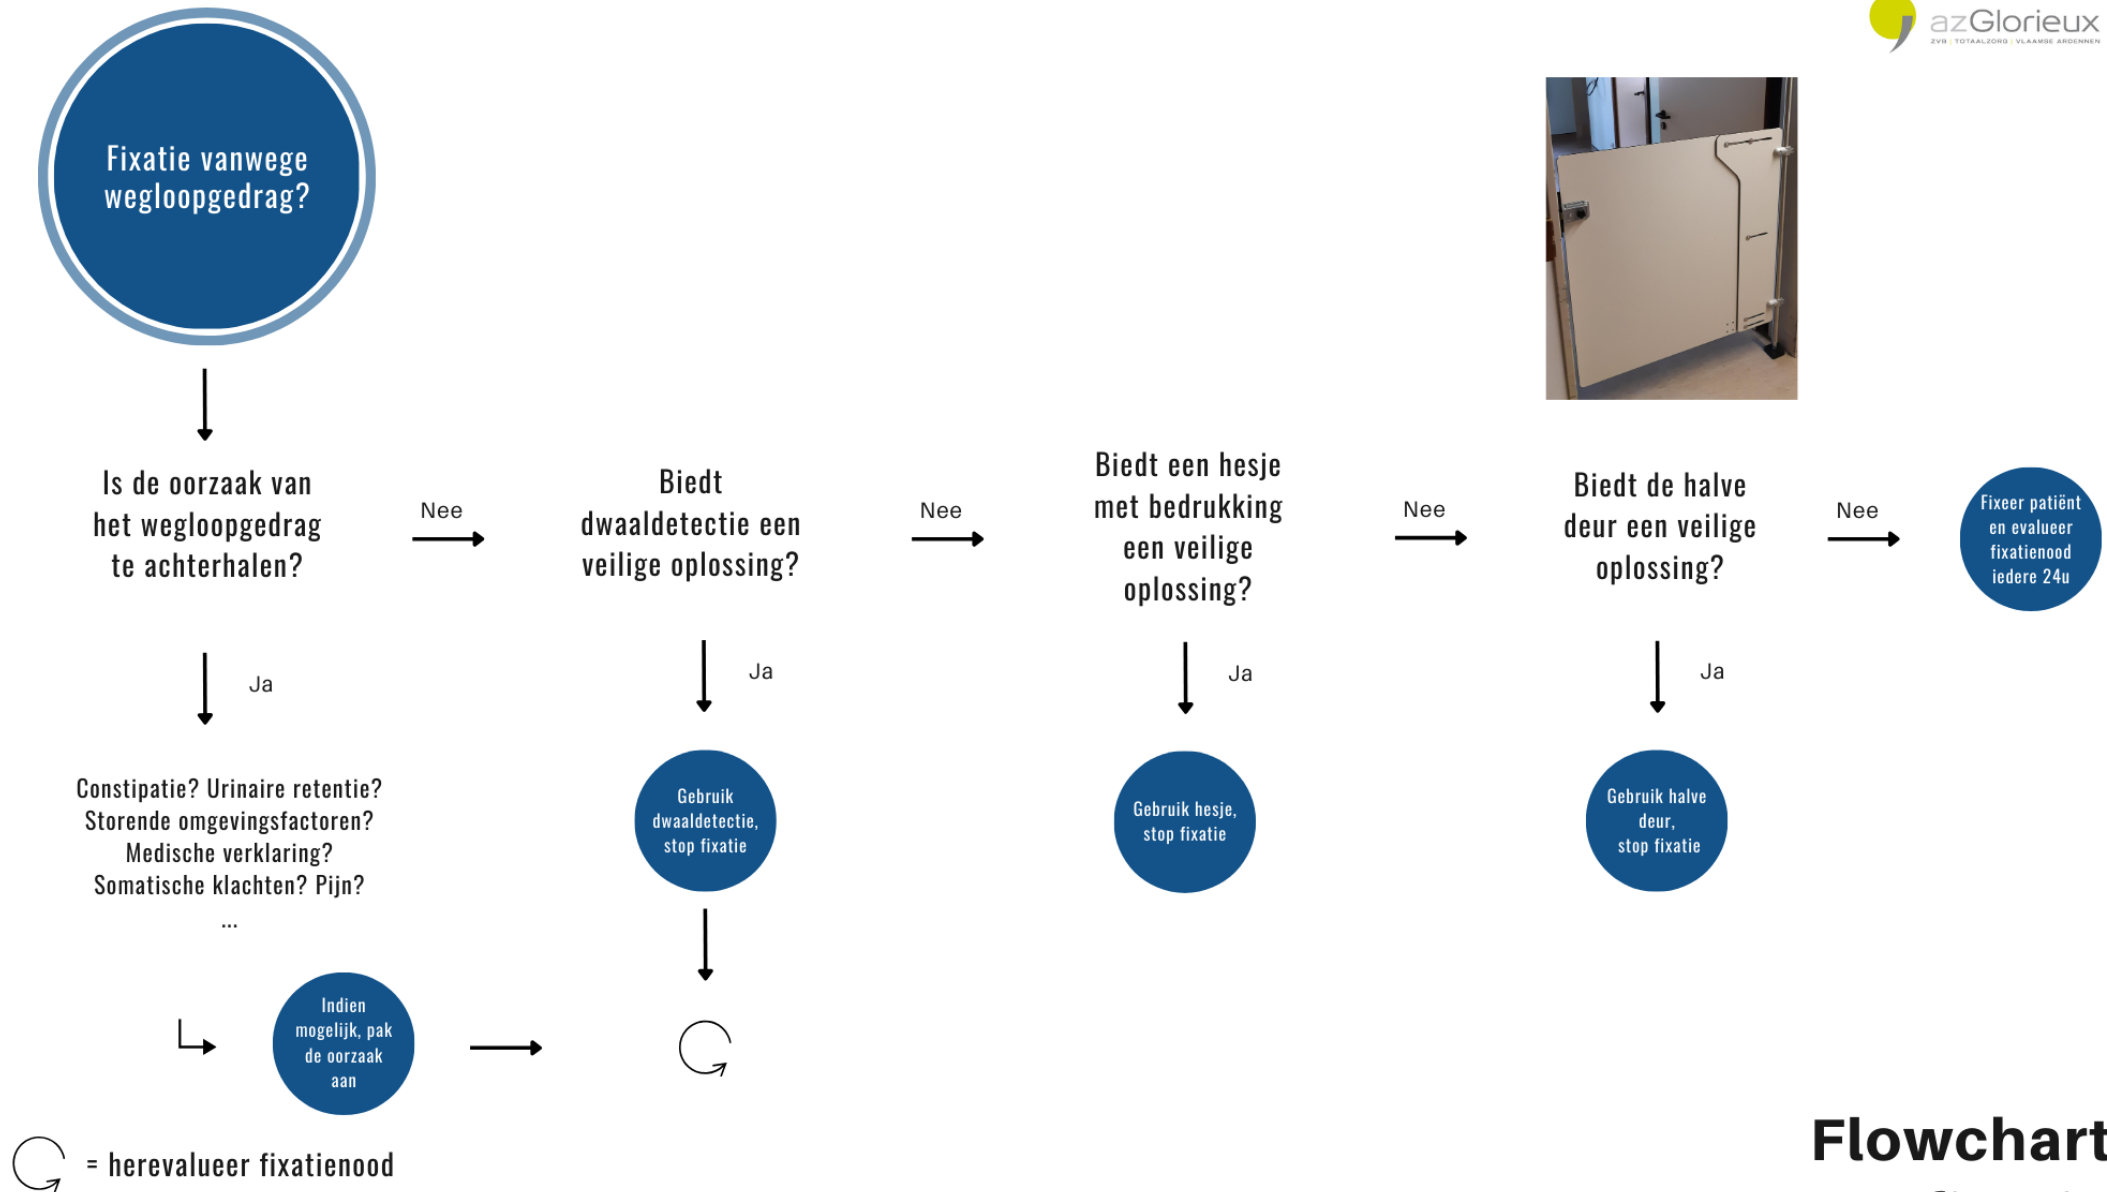 azGlorieux
ZVB | TOTAALZORG | VLAAMSE ARDENNEN
Fixatie vanwege
wegloopgedrag?
Is de oorzaak van
het wegloopgedrag
te achterhalen?
Nee
Biedt
dwaaldetectie een
veilige oplossing?
Nee
Biedt een hesje
met bedrukking
een veilige
oplossing?
Nee
Biedt de halve
deur een veilige
oplossing?
Nee
Fixeer patiënt
en evalueer
fixatienood
iedere 24u
Ja
Ja
Ja
Ja
Constipatie? Urinaire retentie?
Storende omgevingsfactoren?
Medische verklaring?
Somatische klachten? Pijn?
...
Gebruik
dwaaldetectie,
stop fixatie
Gebruik hesje,
stop fixatie
Gebruik halve
deur,
stop fixatie
Indien
mogelijk, pak
de oorzaak
aan
= herevalueer fixatienood
Flowchart